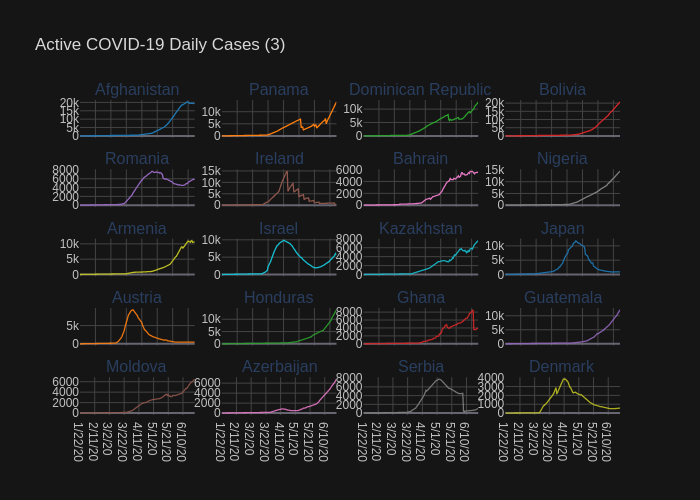 Active COVID-19 Daily Cases (3)
Afghanistan Panama Dominican Republic Bolivia
20k 15k 10k 5k 0
10k 5k 0
10k 5k 0
20k 15k 10k 5k 0
Romania Ireland Bahrain Nigeria
8000 6000 4000 2000 0
15k 10k 5k 0
6000 4000 2000 0
15k 10k 5k 0
Armenia Israel Kazakhstan Japan
10k 5k 0
10k 5k 0
8000 6000 4000 2000 0
10k 5k 0
Austria Honduras Ghana Guatemala
5k 0
10k 5k 0
8000 6000 4000 2000 0
10k 5k 0
Moldova Azerbaijan Serbia Denmark
6000 4000 2000 0
6000 4000 2000 0
8000 6000 4000 2000 0
4000 3000 2000 1000 0
1/22/20 2/11/20 3/2/20 3/22/20 4/11/20 5/1/20 5/21/20 6/10/20
1/22/20 2/11/20 3/2/20 3/22/20 4/11/20 5/1/20 5/21/20 6/10/20
1/22/20 2/11/20 3/2/20 3/22/20 4/11/20 5/1/20 5/21/20 6/10/20
1/22/20 2/11/20 3/2/20 3/22/20 4/11/20 5/1/20 5/21/20 6/10/20